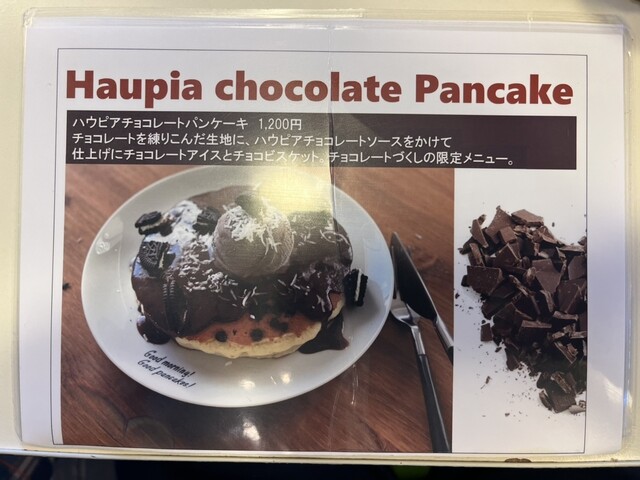 Haupia chocolate Pancake
ハウピアチョコレートパンケーキ 1,200円
チョコレートを練りこんだ生地に、ハウピアチョコレートソースをかけて
仕上げにチョコレートアイスとチョコビスケット、チョコレートづくしの限定メニュー。
Good morning!
Good pancakes!